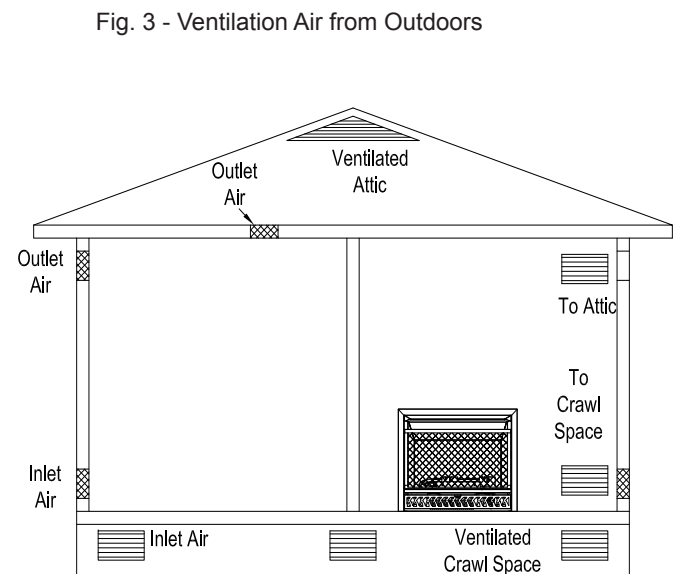 Fig. 3 - Ventilation Air from Outdoors
Ventilated
Attic
Outlet
Air
Outlet
Air
To Attic
To
Crawl
Space
Inlet
Air
Inlet Air
Ventilated
Crawl Space